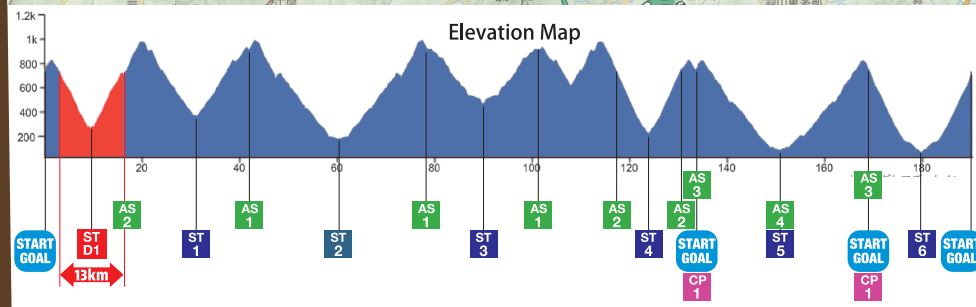 Elevation Map
1.2k
1k
800
600
400
200
20
40
60
80
100
120
140
160
180
AS
3
AS
3
AS
2
AS
1
AS
1
AS
1
AS
2
AS
2
AS
4
START
GOAL
ST
D1
ST
1
ST
2
ST
3
ST
4
START
GOAL
ST
5
START
GOAL
ST
6
START
GOAL
13km
CP
1
CP
1